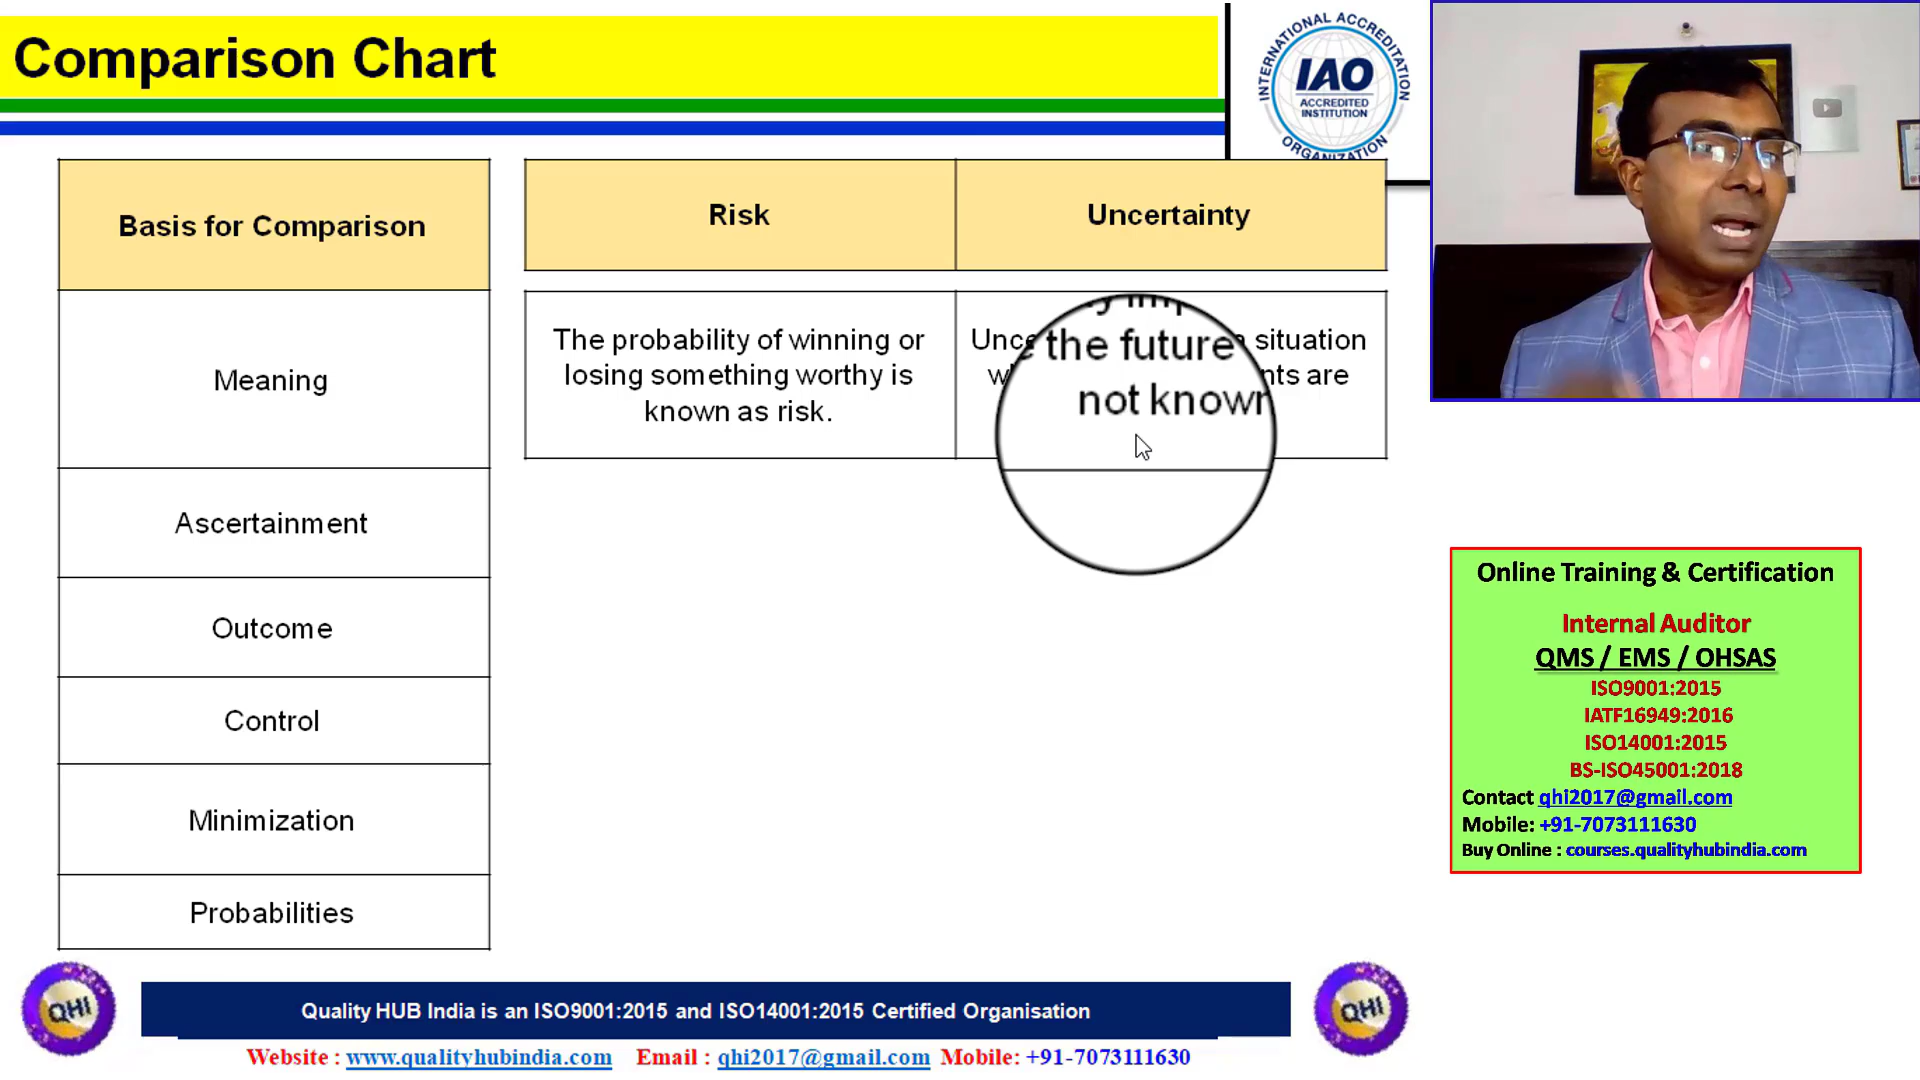 Comparison Chart
INTERNATIONAL ACCREDITATION
IAO
ACCREDITED
INSTITUTION
ORGANIZATION
Basis for Comparison
Risk
Uncertainty
Meaning
The probability of winning or
losing something worthy is
known as risk.
Unce situation
the future nts are
not known
Ascertainment
Outcome
Control
Minimization
Probabilities
Online Training & Certification
Internal Auditor
QMS / EMS / OHSAS
ISO9001:2015
IATF16949:2016
ISO14001:2015
BS-ISO45001:2018
Contact qhi2017@gmail.com
Mobile: +91-7073111630
Buy Online : courses.qualityhubindia.com
QHI
Quality HUB India is an ISO9001:2015 and ISO14001:2015 Certified Organisation
QHI
Website : www.qualityhubindia.com Email : qhi2017@gmail.com Mobile: +91-7073111630